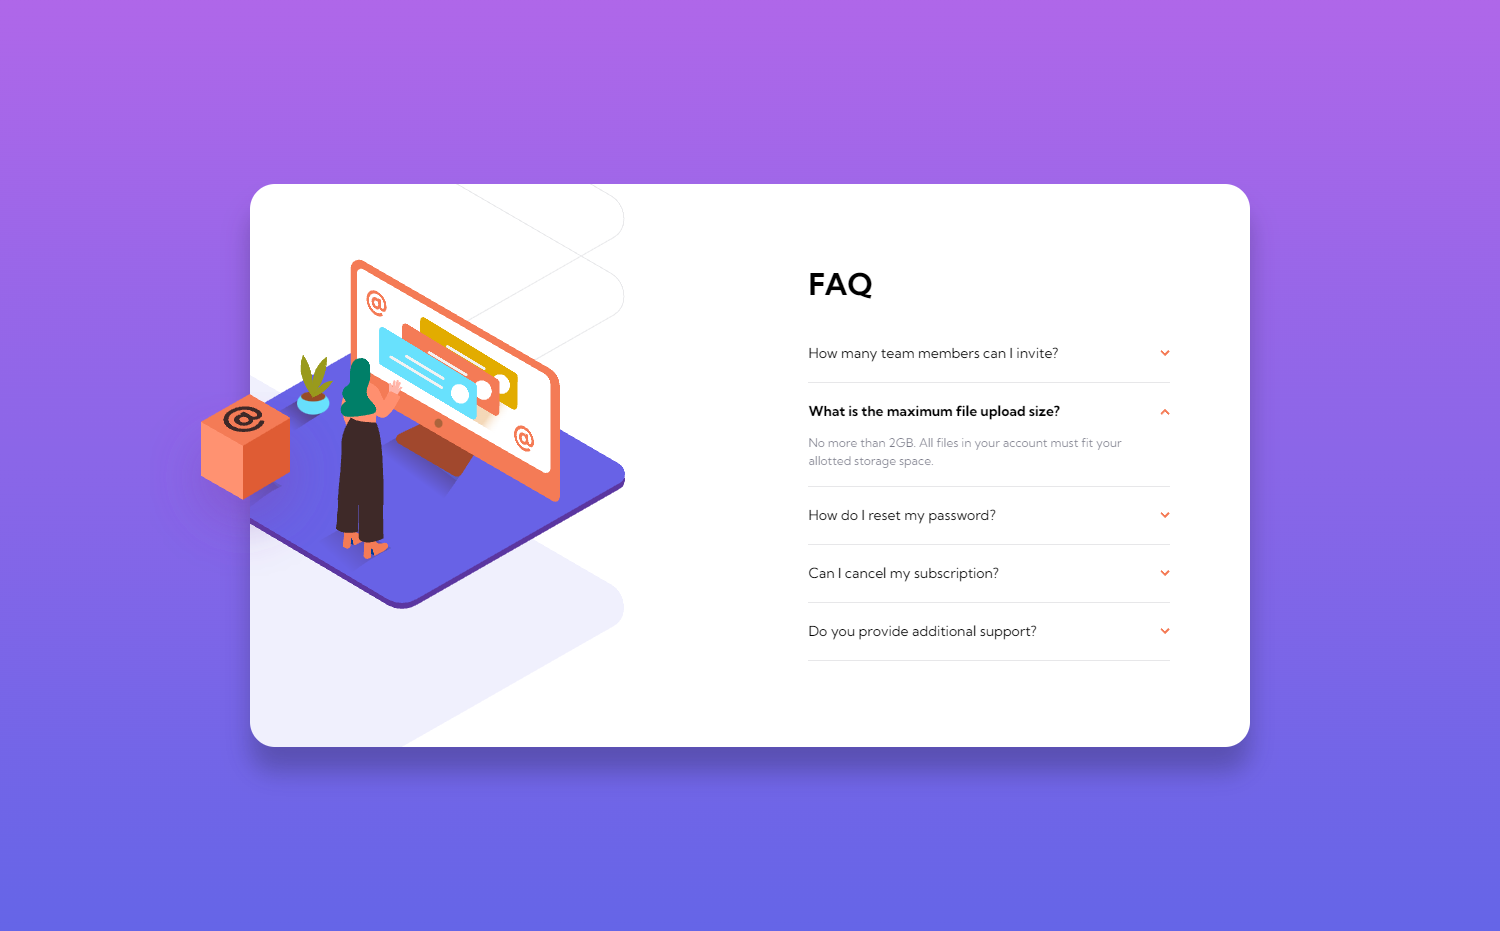 FAQ
How many team members can I invite?
What is the maximum file upload size?
No more than 2GB. All files in your account must fit your
allotted storage space.
How do I reset my password?
Can I cancel my subscription?
Do you provide additional support?
@
@
@